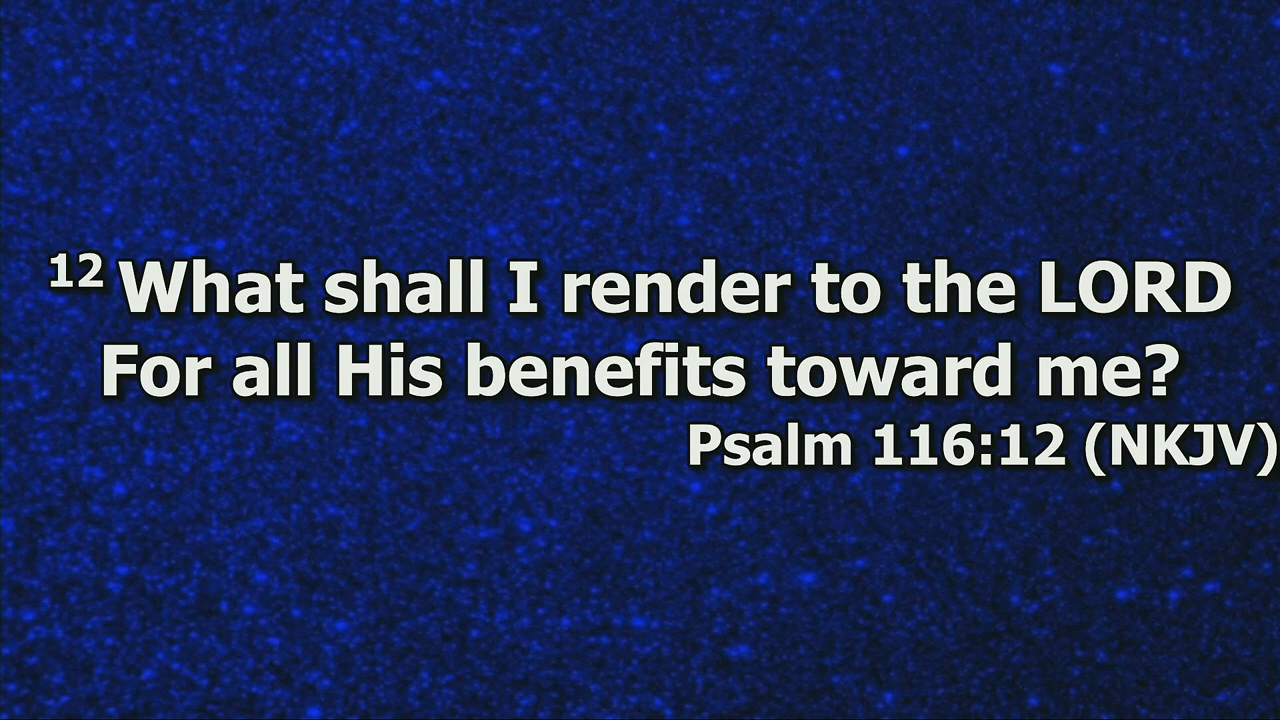 12 What shall I render to the LORD
For all His benefits toward me?
Psalm 116:12 (NKJV)